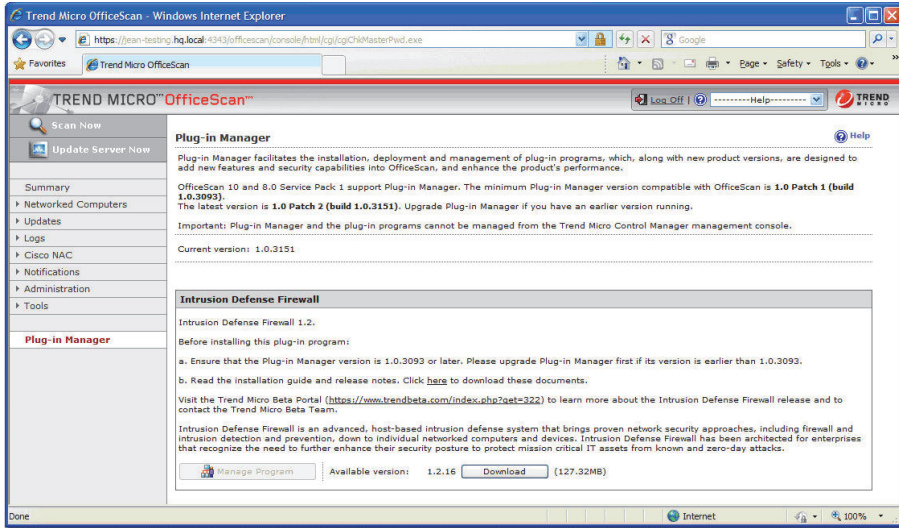 Trend Micro OfficeScan - Windows Internet Explorer
https://jean-testing.hq.local:4343/officescan/console/html/cgi/cgiChkMasterPwd.exe
Google
Favorites
Trend Micro OfficeScan
Page
Safety
Tools
TREND MICRO™ OfficeScan™
Log Off
---------Help---------
TREND MICRO
Scan Now
Update Server Now
Summary
Networked Computers
Updates
Logs
Cisco NAC
Notifications
Administration
Tools
Plug-in Manager
Plug-in Manager
Help
Plug-in Manager facilitates the installation, deployment and management of plug-in programs, which, along with new product versions, are designed to
add new features and security capabilities into OfficeScan, and enhance the product's performance.
OfficeScan 10 and 8.0 Service Pack 1 support Plug-in Manager. The minimum Plug-in Manager version compatible with OfficeScan is 1.0 Patch 1 (build
1.0.3093).
The latest version is 1.0 Patch 2 (build 1.0.3151). Upgrade Plug-in Manager if you have an earlier version running.
Important: Plug-in Manager and the plug-in programs cannot be managed from the Trend Micro Control Manager management console.
Current version: 1.0.3151
Intrusion Defense Firewall
Intrusion Defense Firewall 1.2.
Before installing this plug-in program:
a. Ensure that the Plug-in Manager version is 1.0.3093 or later. Please upgrade Plug-in Manager first if its version is earlier than 1.0.3093.
b. Read the installation guide and release notes. Click here to download these documents.
Visit the Trend Micro Beta Portal (https://www.trendbeta.com/index.php?get=322) to learn more about the Intrusion Defense Firewall release and to
contact the Trend Micro Beta Team.
Intrusion Defense Firewall is an advanced, host-based intrusion defense system that brings proven network security approaches, including firewall and
intrusion detection and prevention, down to individual networked computers and devices. Intrusion Defense Firewall has been architected for enterprises
that recognize the need to further enhance their security posture to protect mission critical IT assets from known and zero-day attacks.
Manage Program
Available version: 1.2.16
Download
(127.32MB)
Done
Internet
100%